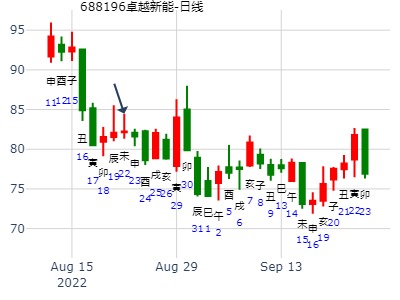 688196卓越新能-日线
95
90
85
80
75
70
申
11
酉
12
子
15
丑
16
寅
17
卯
18
辰
19
未
22
申
23
酉
24
戌
25
亥
26
寅
29
卯
30
辰
31
巳
1
午
2
酉
5
戌
6
亥
7
子
8
丑
9
巳
13
午
14
未
15
申
16
亥
19
子
20
丑
21
寅
22
卯
23
Aug 15
2022
Aug 29
Sep 13